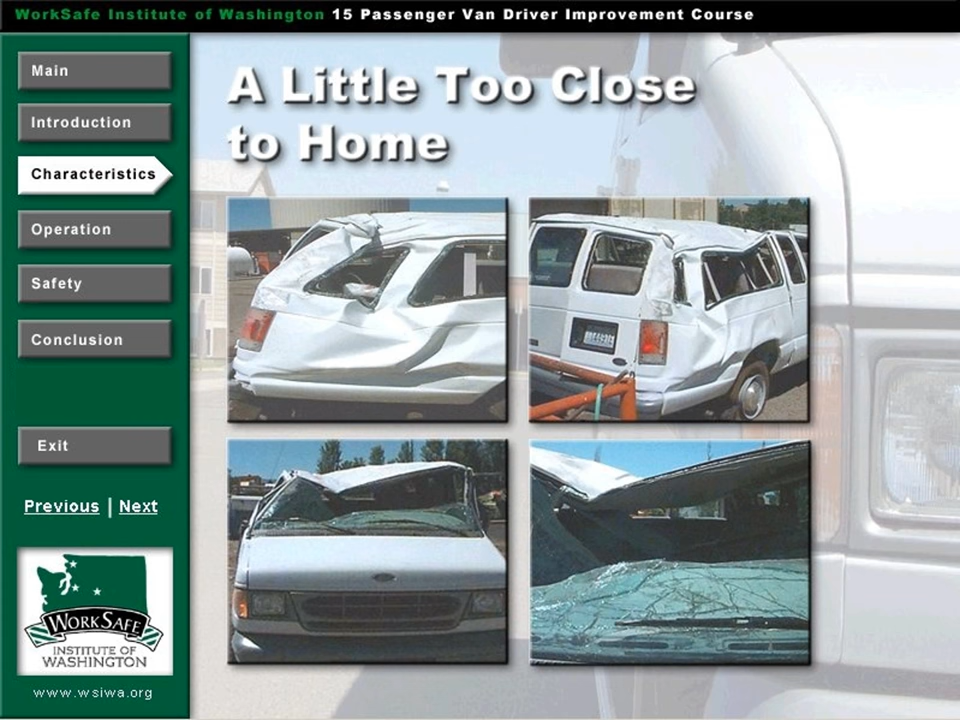 WorkSafe Institute of Washington 15 Passenger Van Driver Improvement Course
Main
Introduction
Characteristics
Operation
Safety
Conclusion
Exit
Previous | Next
WORKSAFE
INSTITUTE OF
WASHINGTON
www.wsiwa.org
A Little Too Close
to Home